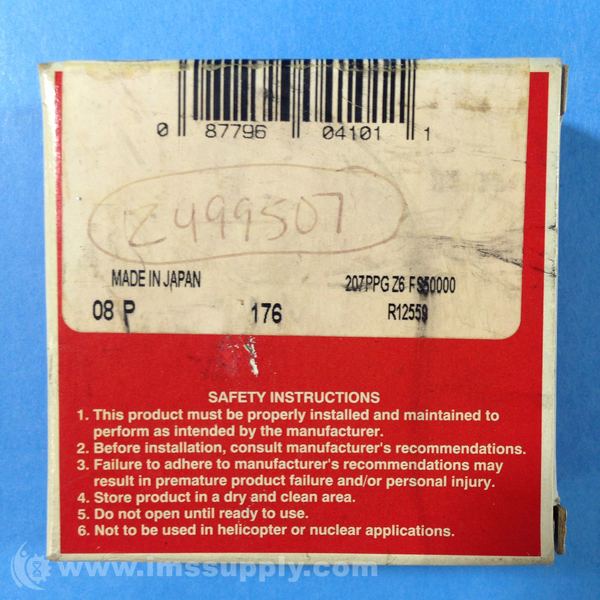 0 87796 04101 1
Z499507
MADE IN JAPAN 207PPG Z6 FS50000
08 P 176 R12559
SAFETY INSTRUCTIONS
1. This product must be properly installed and maintained to
perform as intended by the manufacturer.
2. Before installation, consult manufacturer's recommendations.
3. Failure to adhere to manufacturer's recommendations may
result in premature product failure and/or personal injury.
4. Store product in a dry and clean area.
5. Do not open until ready to use.
6. Not to be used in helicopter or nuclear applications.
www.imssupply.com